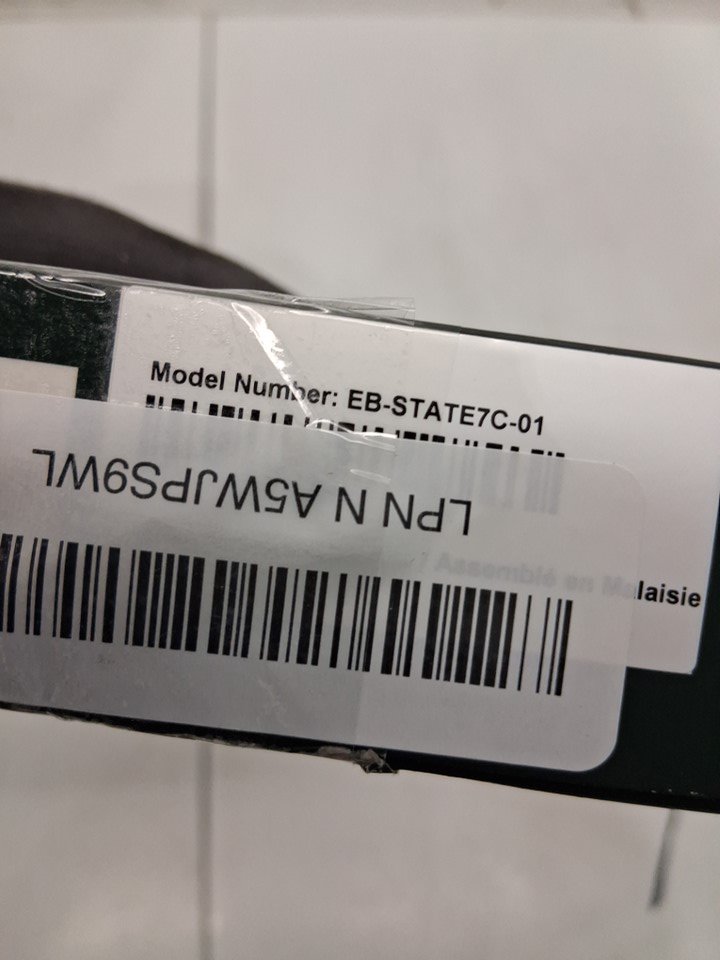 Model Number: EB-STATE7C-01
LPN N A5WJPS9WL
Assemblé en Malaisie